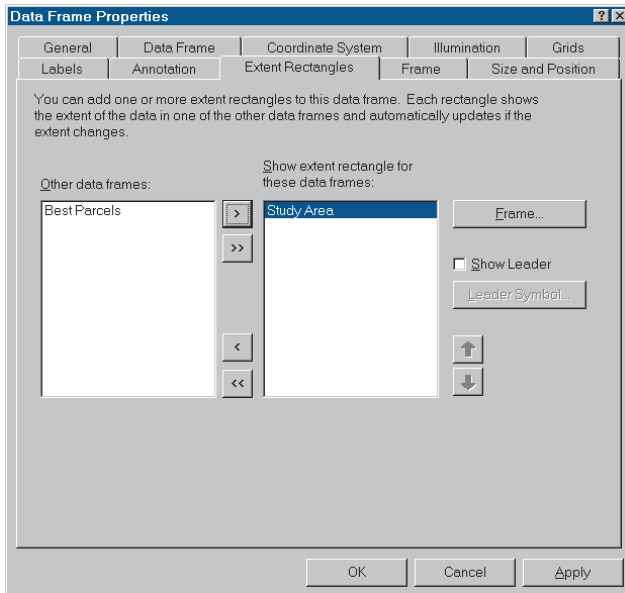 Data Frame Properties
General Data Frame Coordinate System Illumination Grids
Labels Annotation Extent Rectangles Frame Size and Position
You can add one or more extent rectangles to this data frame. Each rectangle shows
the extent of the data in one of the other data frames and automatically updates if the
extent changes.
Other data frames:
Best Parcels
>
>>
<
<<
Show extent rectangle for
these data frames:
Study Area
Frame...
Show Leader
Leader Symbol...
OK Cancel Apply